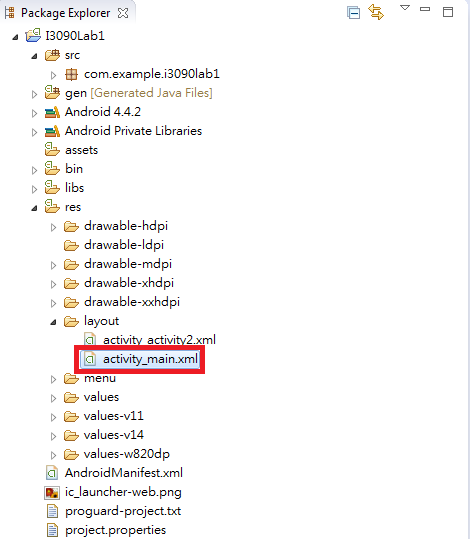 Package Explorer
I3090Lab1
src
com.example.i3090lab1
gen [Generated Java Files]
Android 4.4.2
Android Private Libraries
assets
bin
libs
res
drawable-hdpi
drawable-ldpi
drawable-mdpi
drawable-xhdpi
drawable-xxhdpi
layout
activity_activity2.xml
activity_main.xml
menu
values
values-v11
values-v14
values-w820dp
AndroidManifest.xml
ic_launcher-web.png
proguard-project.txt
project.properties